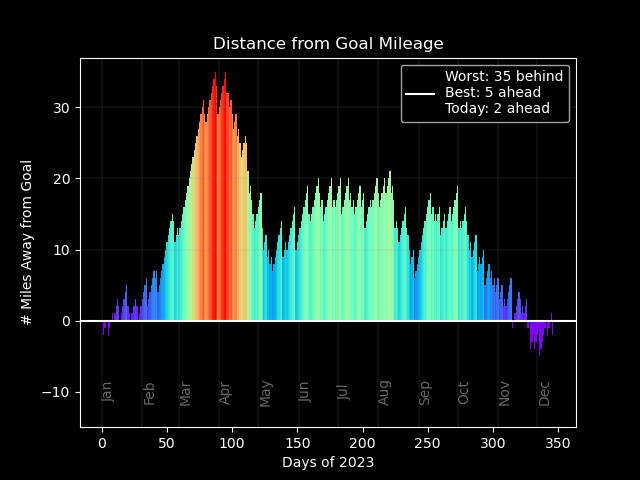 Distance from Goal Mileage
Worst: 35 behind
Best: 5 ahead
Today: 2 ahead
# Miles Away from Goal
30
20
10
0
−10
Jan
Feb
Mar
Apr
May
Jun
Jul
Aug
Sep
Oct
Nov
Dec
0
50
100
150
200
250
300
350
Days of 2023